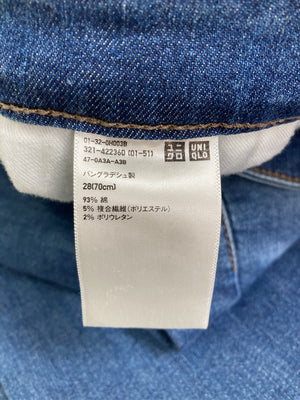 01-32-0H003B
321-422360 (01-51)
47-0A3A-A3B
ユニクロ
UNIQLO
バングラデシュ製
28(70cm)
93% 綿
5% 複合繊維(ポリエステル)
2% ポリウレタン